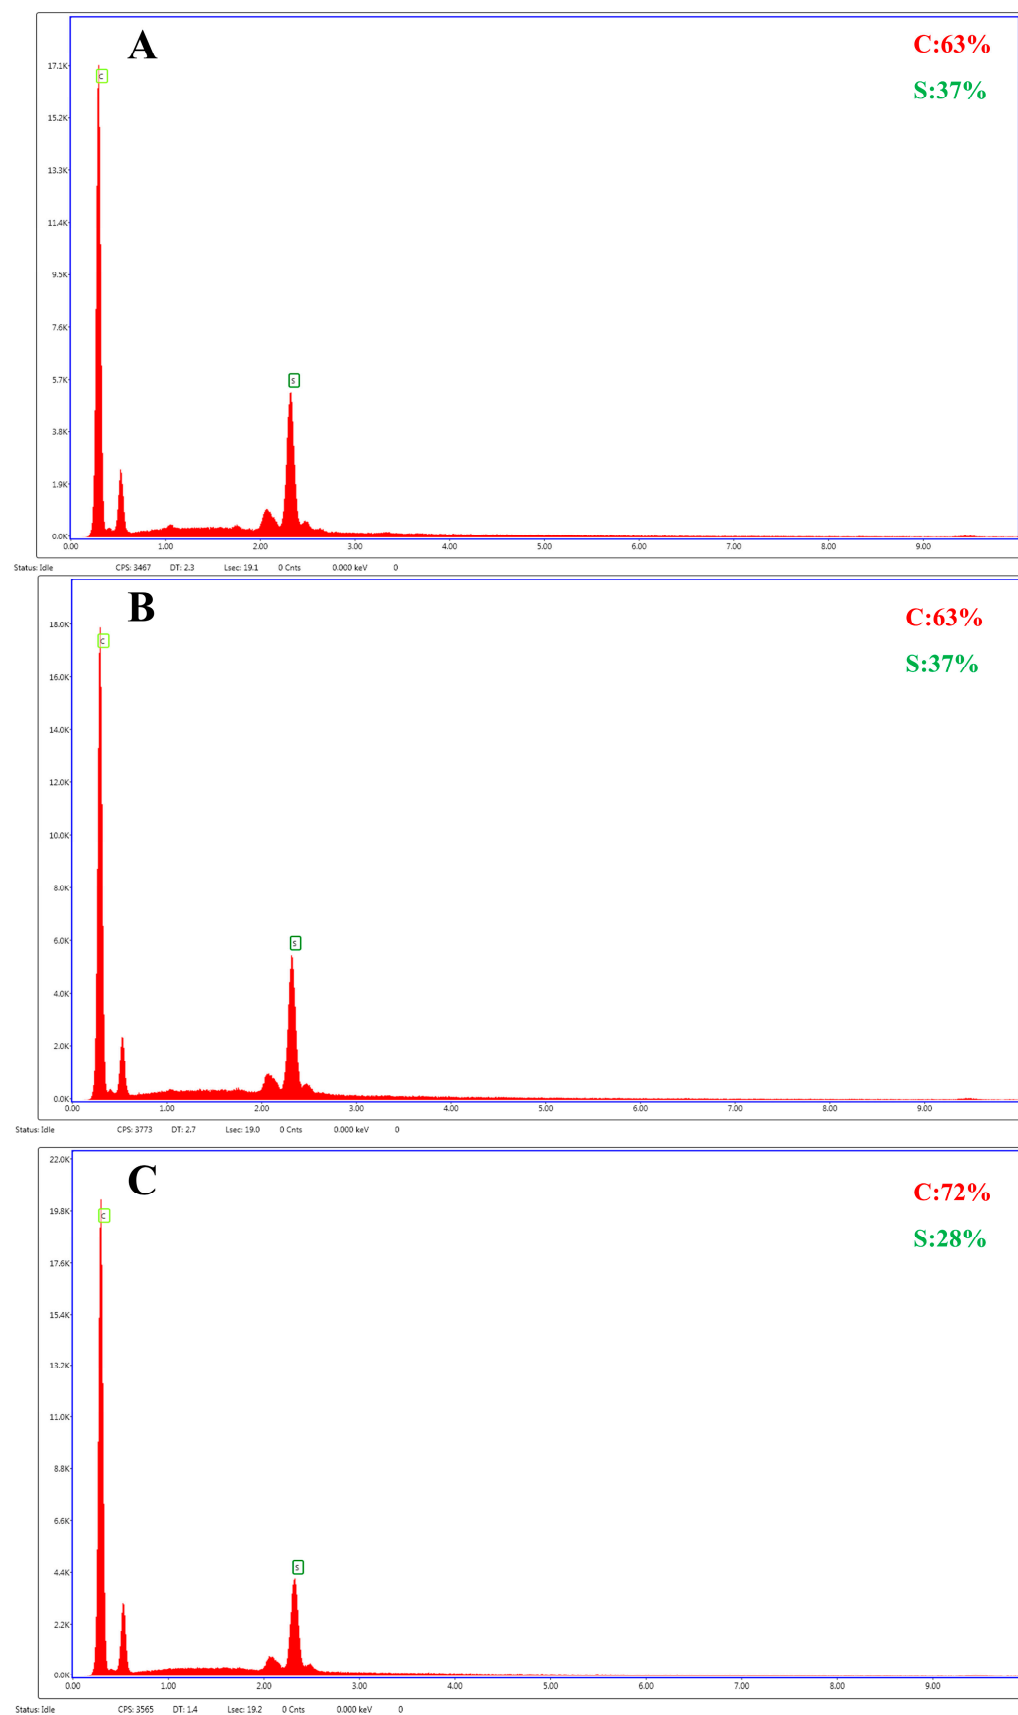 A
C:63%
S:37%
17.1K
C
15.2K
13.3K
11.4K
9.5K
7.6K
5.7K
S
3.8K
1.9K
0.0K
0.00 1.00 2.00 3.00 4.00 5.00 6.00 7.00 8.00 9.00
Status: Idle CPS: 3467 DT: 2.3 Lsec: 19.1 0 Cnts 0.000 keV 0
B
C:63%
S:37%
18.0K
C
16.0K
14.0K
12.0K
10.0K
8.0K
6.0K
S
4.0K
2.0K
0.0K
0.00 1.00 2.00 3.00 4.00 5.00 6.00 7.00 8.00 9.00
Status: Idle CPS: 3773 DT: 2.7 Lsec: 19.0 0 Cnts 0.000 keV 0
22.0K
C
C:72%
S:28%
19.8K
C
17.6K
15.4K
13.2K
11.0K
8.8K
6.6K
4.4K
S
2.2K
0.0K
0.00 1.00 2.00 3.00 4.00 5.00 6.00 7.00 8.00 9.00
Status: Idle CPS: 3565 DT: 1.4 Lsec: 19.2 0 Cnts 0.000 keV 0